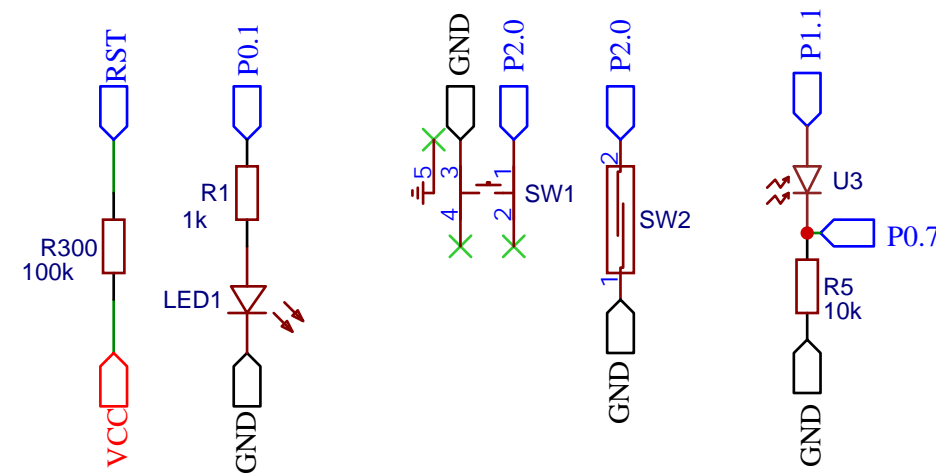 RST
R300
100k
VCC
P0.1
R1
1k
LED1
GND
GND
P2.0
5
3
1
4
2
SW1
P2.0
2
SW2
1
GND
P1.1
U3
P0.7
R5
10k
GND